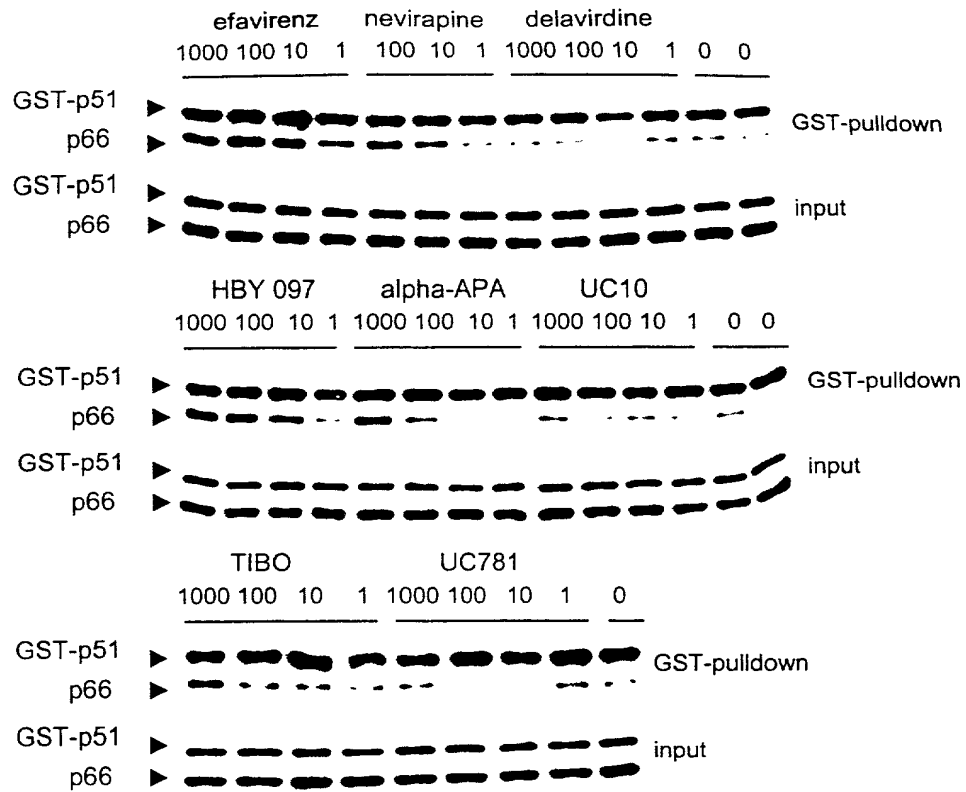 efavirenz nevirapine delavirdine
1000 100 10 1 100 10 1 1000 100 10 1 0 0
GST-p51
p66
GST-pulldown
GST-p51
p66
input
HBY 097 alpha-APA UC10
1000 100 10 1 1000 100 10 1 1000 100 10 1 0 0
GST-p51
p66
GST-pulldown
GST-p51
p66
input
TIBO UC781
1000 100 10 1 1000 100 10 1 0
GST-p51
p66
GST-pulldown
GST-p51
p66
input